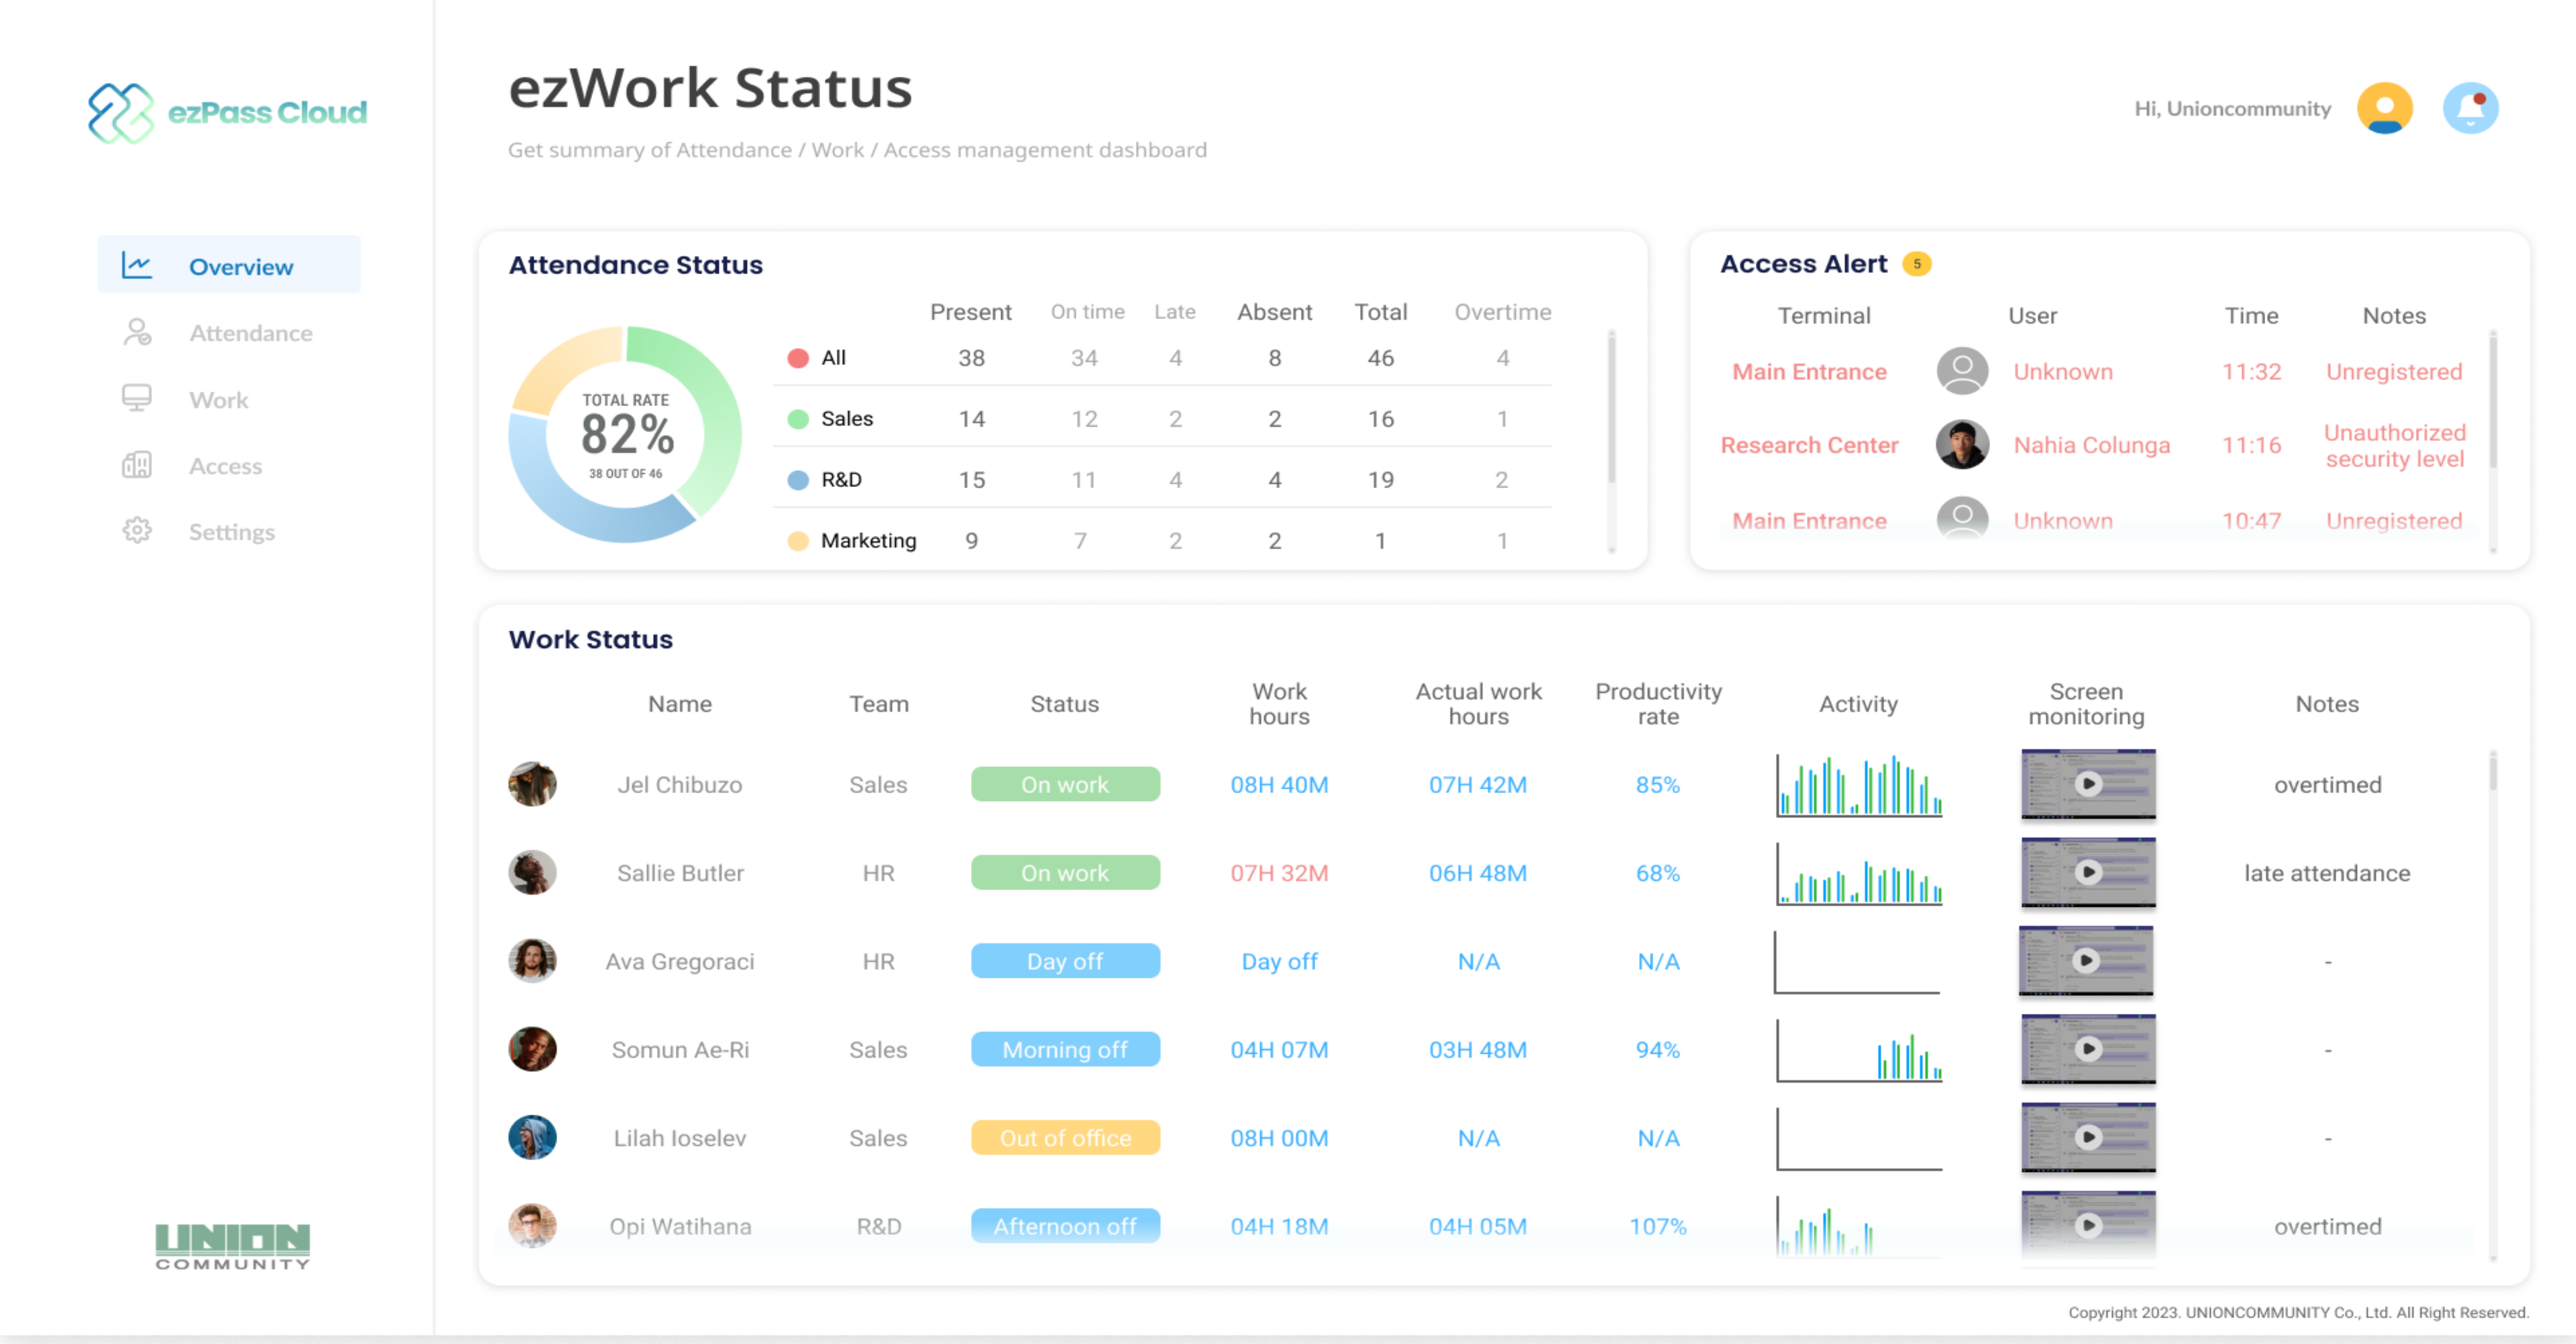 ezPass Cloud
Overview
Attendance
Work
Access
Settings
UNION
COMMUNITY
ezWork Status
Get summary of Attendance / Work / Access management dashboard
Hi, Unioncommunity
Attendance Status
Present On time Late Absent Total Overtime
All 38 34 4 8 46 4
Sales 14 12 2 2 16 1
R&D 15 11 4 4 19 2
Marketing 9 7 2 2 1 1
TOTAL RATE
82%
38 OUT OF 46
Access Alert 5
Terminal User Time Notes
Main Entrance Unknown 11:32 Unregistered
Research Center Nahia Colunga 11:16 Unauthorized
security level
Main Entrance Unknown 10:47 Unregistered
Work Status
Name Team Status Work
hours Actual work
hours Productivity
rate Activity Screen
monitoring Notes
Jel Chibuzo Sales On work 08H 40M 07H 42M 85% overtimed
Sallie Butler HR On work 07H 32M 06H 48M 68% late attendance
Ava Gregoraci HR Day off Day off N/A N/A -
Somun Ae-Ri Sales Morning off 04H 07M 03H 48M 94% -
Lilah Ioselev Sales Out of office 08H 00M N/A N/A -
Opi Watihana R&D Afternoon off 04H 18M 04H 05M 107% overtimed
Copyright 2023. UNIONCOMMUNITY Co., Ltd. All Right Reserved.